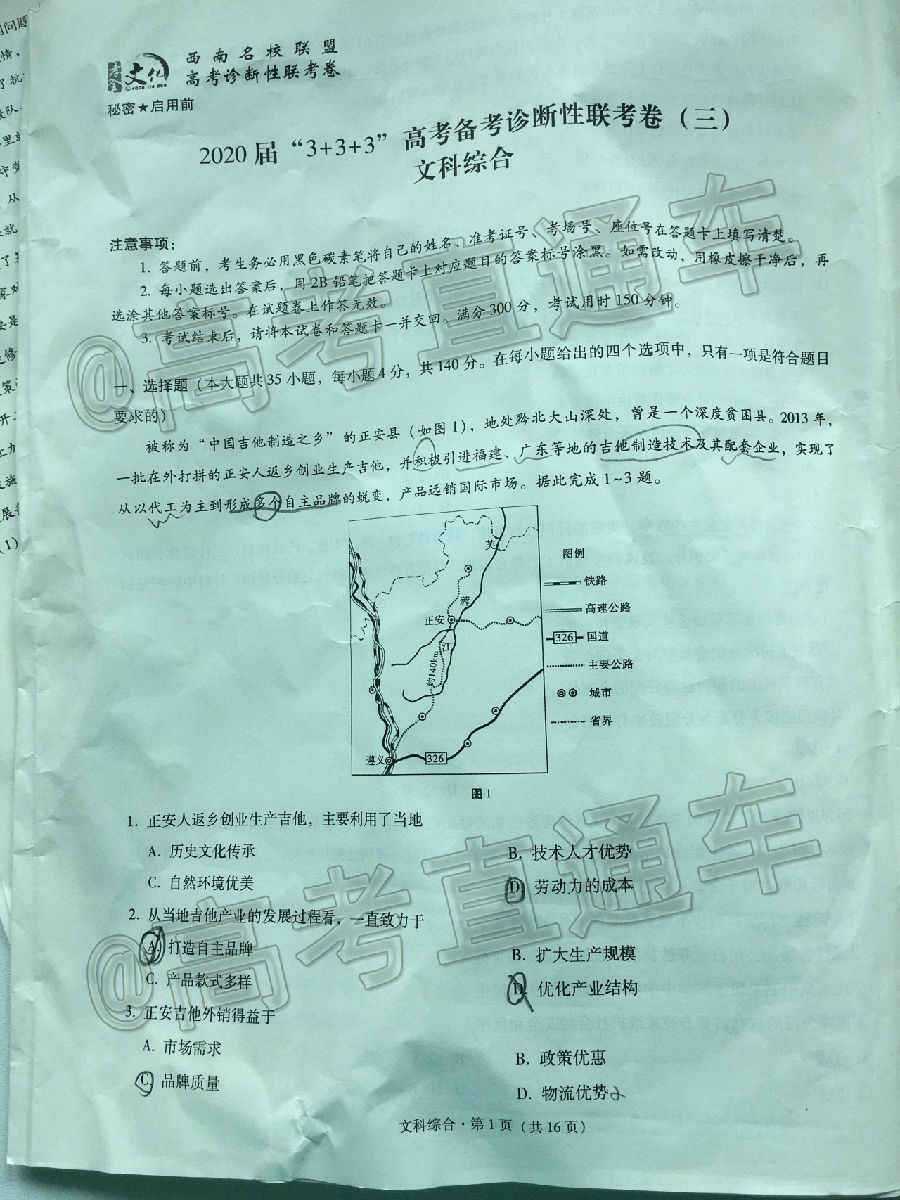 西南名校联盟
文化
高考诊断性联考卷
秘密★启用前
2020 届 “3+3+3” 高考备考诊断性联考卷（三）
文科综合
注意事项：
1. 答题前，考生务必用黑色碳素笔将自己的姓名、准考证号、考场号、座位号在答题卡上填写清楚。
2. 每小题选出答案后，用2B 铅笔把答题卡上对应题目的答案标号涂黑。如需改动，用橡皮擦干净后，再
选涂其他答案标号。在试题卷上作答无效。
3. 考试结束后，请将本试卷和答题卡一并交回。满分 300 分，考试用时 150 分钟。
一、选择题（本大题共 35 小题，每小题 4 分，共 140 分。在每小题给出的四个选项中，只有一项是符合题目
要求的）
被称为“中国吉他制造之乡”的正安县（如图 1），地处黔北大山深处，曾是一个深度贫困县。2013 年，
一批在外打拼的正安人返乡创业生产吉他，并积极引进福建、广东等地的吉他制造技术及其配套企业，实现了
从以代工为主到形成多个自主品牌的蜕变，产品远销国际市场。据此完成 1~3 题。
芙
蓉
江
正安
约140km
遵义
326
图例
铁路
高速公路
326 国道
主要公路
城市
省界
图 1
1. 正安人返乡创业生产吉他，主要利用了当地
A. 历史文化传承
B. 技术人才优势
C. 自然环境优美
D. 劳动力的成本
2. 从当地吉他产业的发展过程看，一直致力于
A. 打造自主品牌
B. 扩大生产规模
C. 产品款式多样
D. 优化产业结构
3. 正安吉他外销得益于
A. 市场需求
B. 政策优惠
C. 品牌质量
D. 物流优势
文科综合·第 1 页（共 16 页）
@高考直通车
@高考直通车